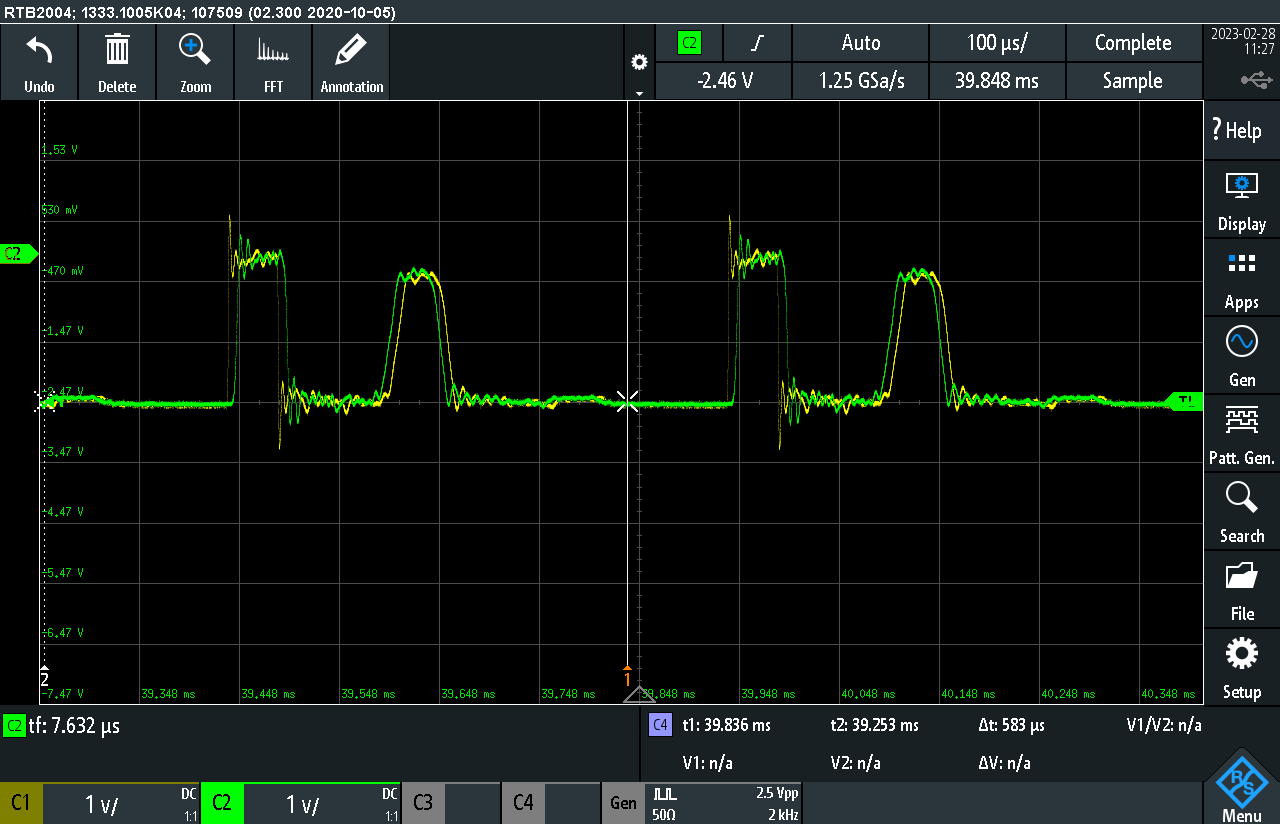 RTB2004; 1333.1005K04; 107509 (02.300 2020-10-05)
Undo
Delete
Zoom
FFT
Annotation
C2
Auto
100 µs/
Complete
-2.46 V
1.25 GSa/s
39.848 ms
Sample
2023-02-28
11:27
? Help
Display
Apps
Gen
Patt. Gen.
Search
File
Setup
Menu
1.53 V
530 mV
C2
-470 mV
-1.47 V
-2.47 V
TL
-3.47 V
-4.47 V
-5.47 V
-6.47 V
2
1
-7.47 V
39.348 ms
39.448 ms
39.548 ms
39.648 ms
39.748 ms
39.848 ms
39.948 ms
40.048 ms
40.148 ms
40.248 ms
40.348 ms
C2 tf: 7.632 µs
C4 t1: 39.836 ms t2: 39.253 ms Δt: 583 µs V1/V2: n/a
V1: n/a V2: n/a ΔV: n/a
C1 1 V/ DC 1:1
C2 1 V/ DC 1:1
C3
C4
Gen 50Ω 2.5 Vpp 2 kHz
R&S